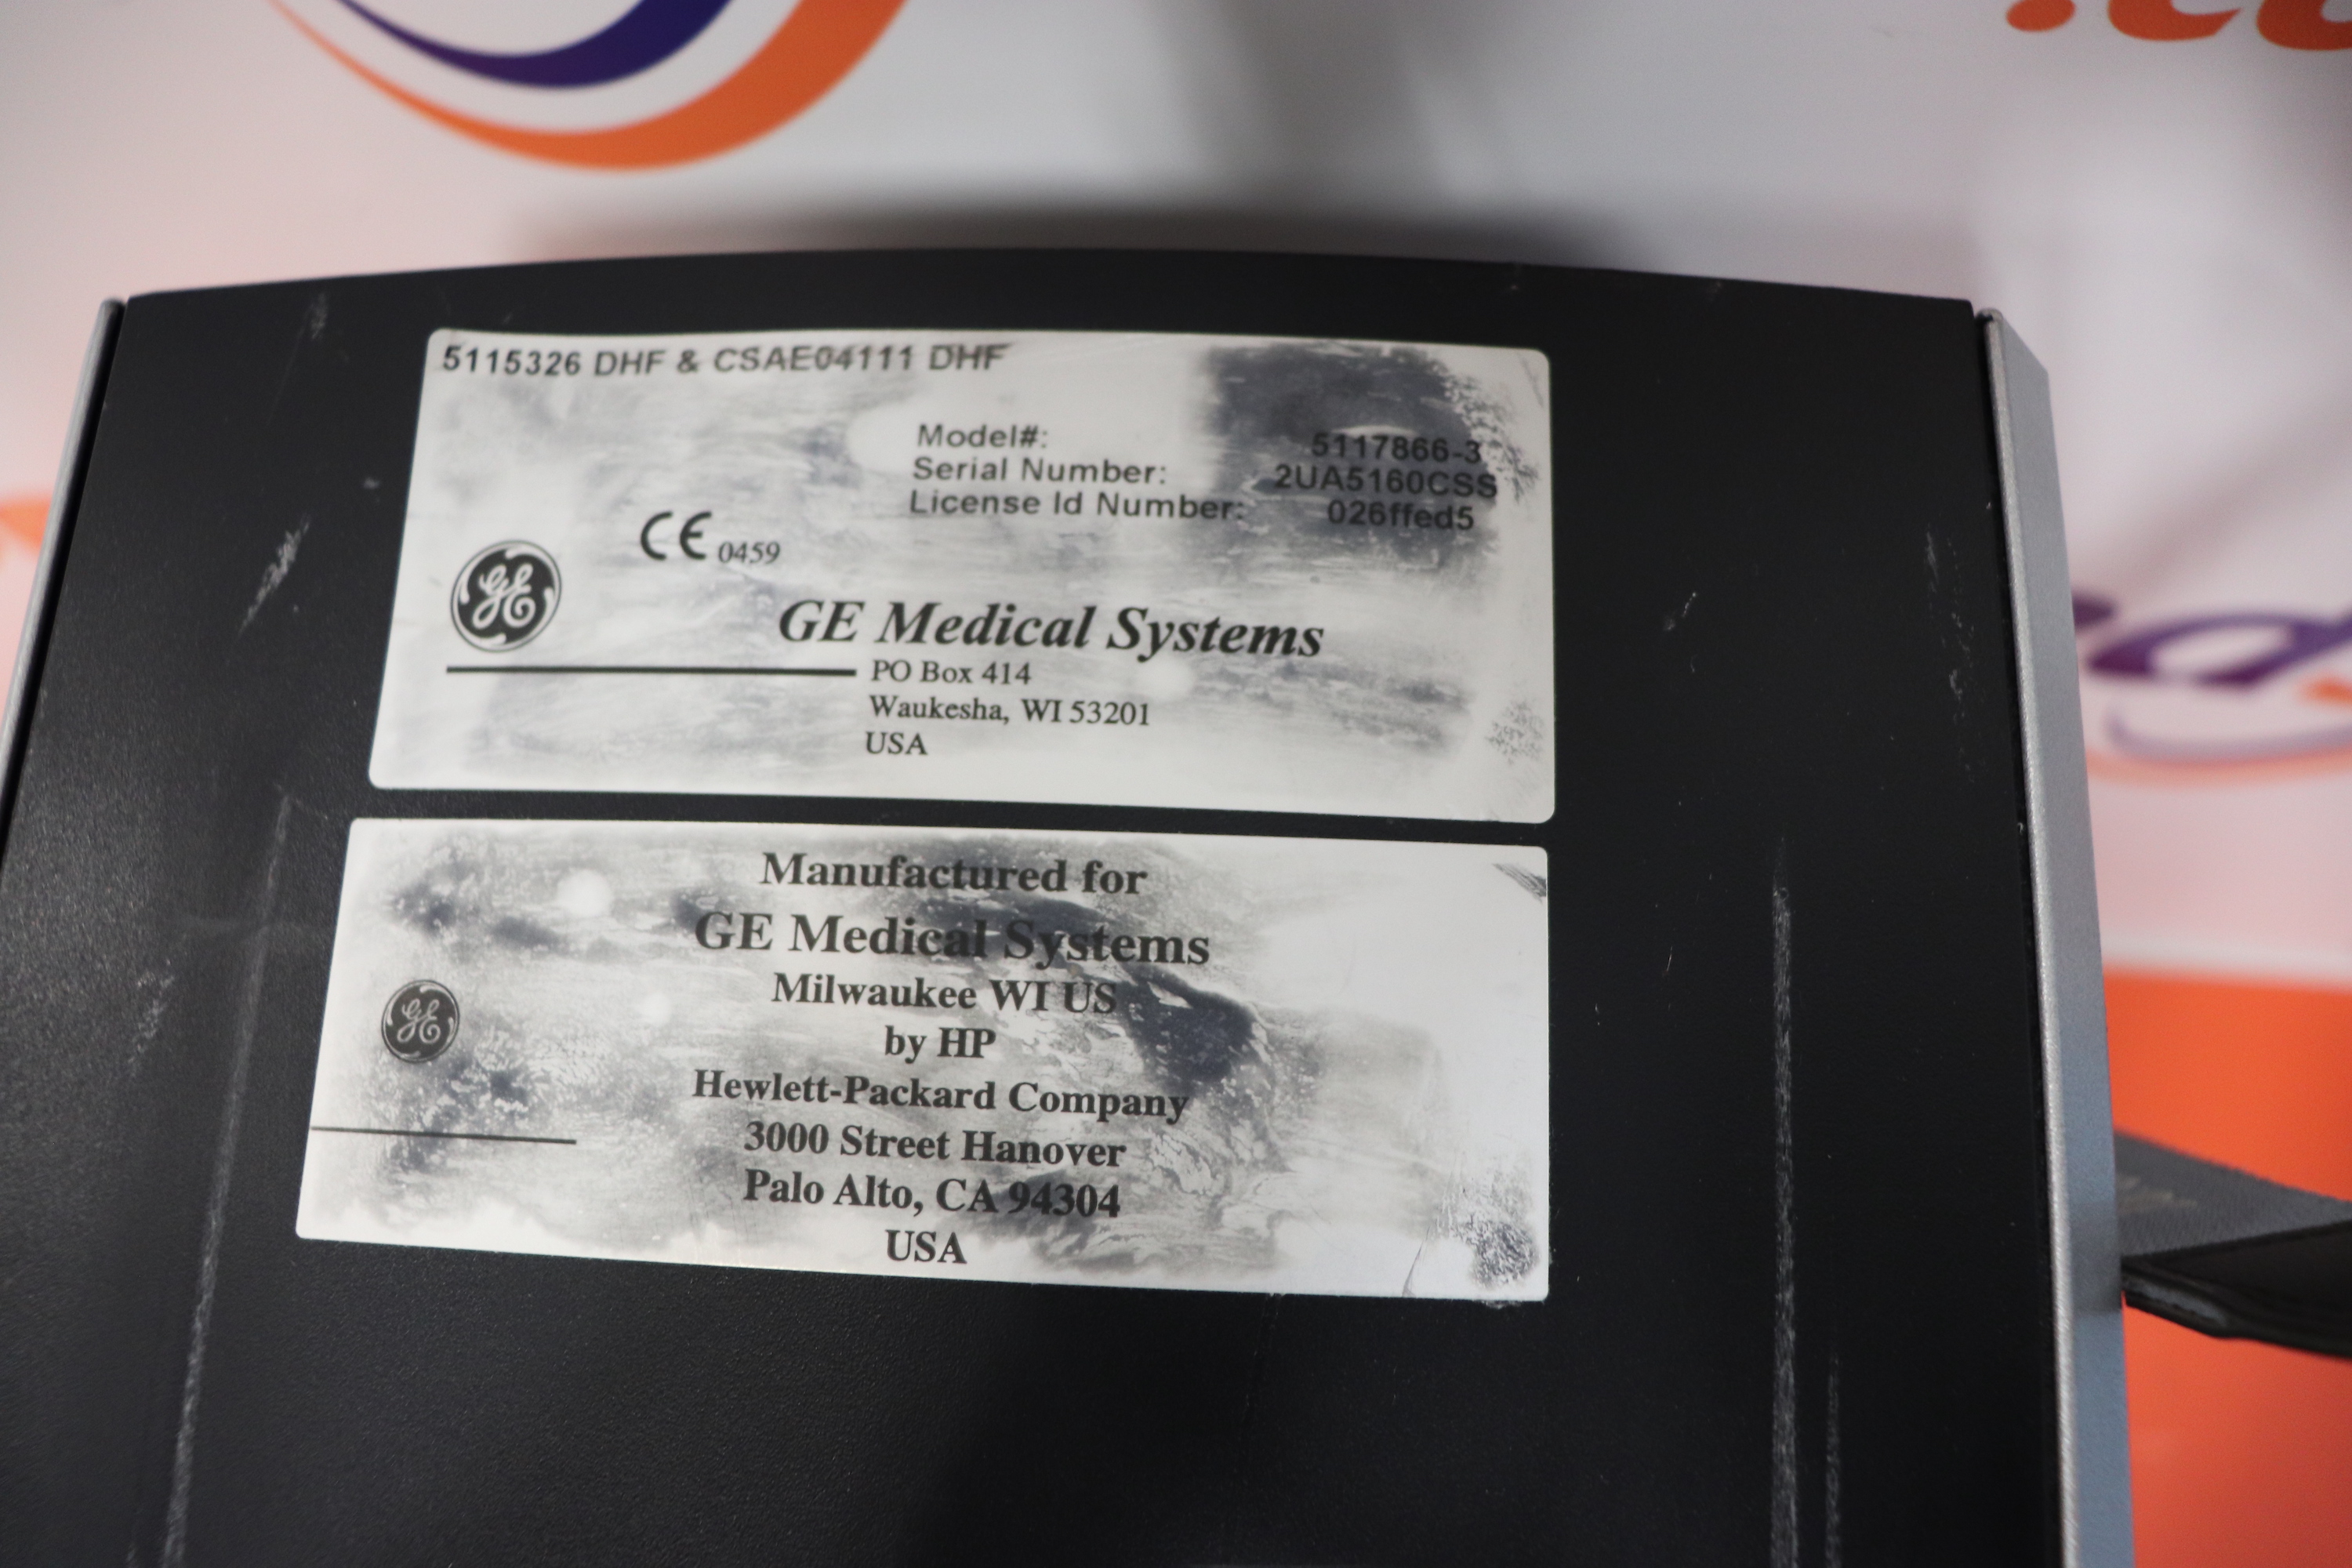 5115326 DHF & CSAE04111 DHF
Model#: 5117866-3
Serial Number: 2UA5160CSS
License Id Number: 026ffed5
CE 0459
GE
GE Medical Systems
PO Box 414
Waukesha, WI 53201
USA
Manufactured for
GE Medical Systems
Milwaukee WI US
by HP
GE
Hewlett-Packard Company
3000 Street Hanover
Palo Alto, CA 94304
USA